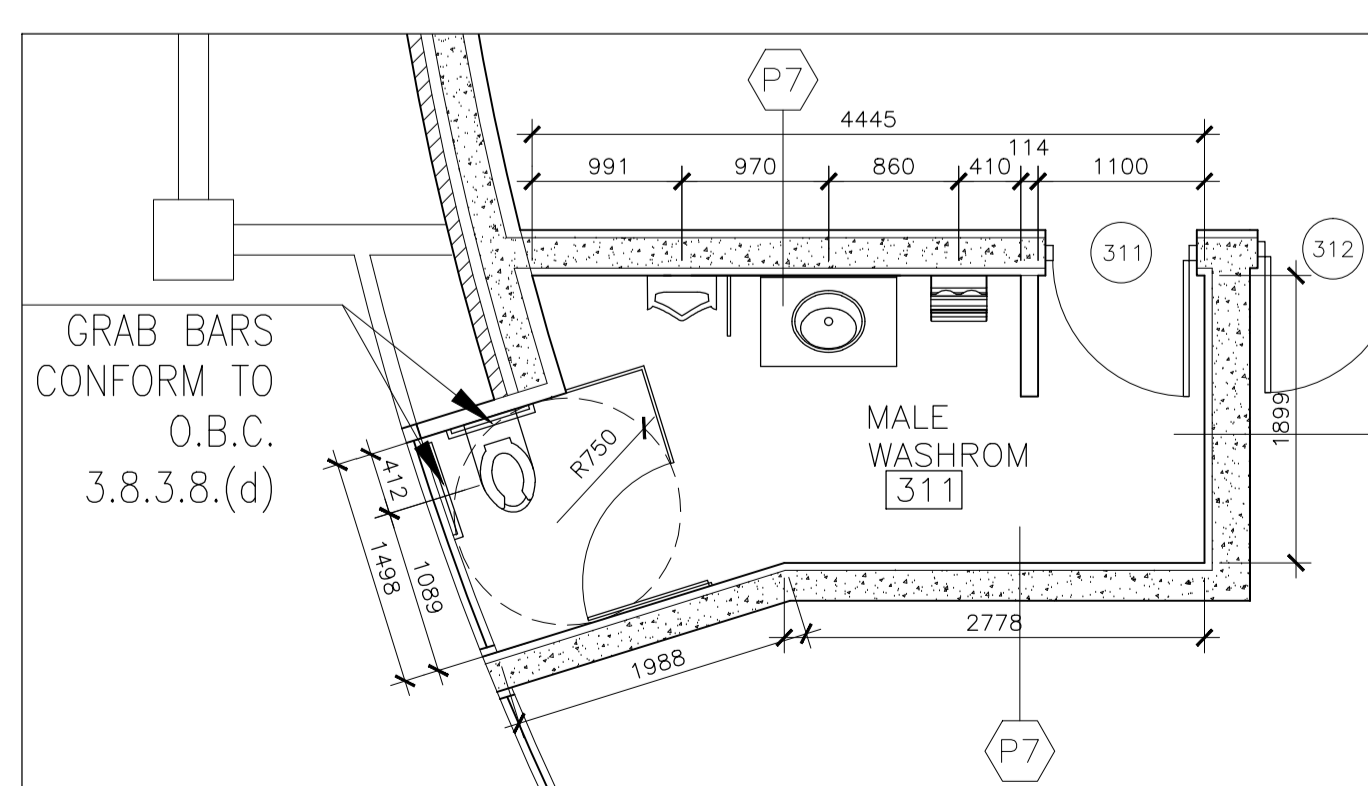 P7
4445
114
991
970
860
410
1100
311
312
GRAB BARS
CONFORM TO
O.B.C.
3.8.3.8.(d)
R750
MALE
WASHROM
311
1899
412
1498
1089
1988
2778
P7